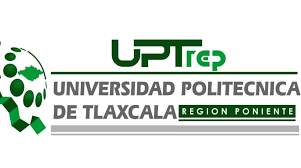 UPTrep
UNIVERSIDAD POLITECNICA
DE TLAXCALA REGION PONIENTE